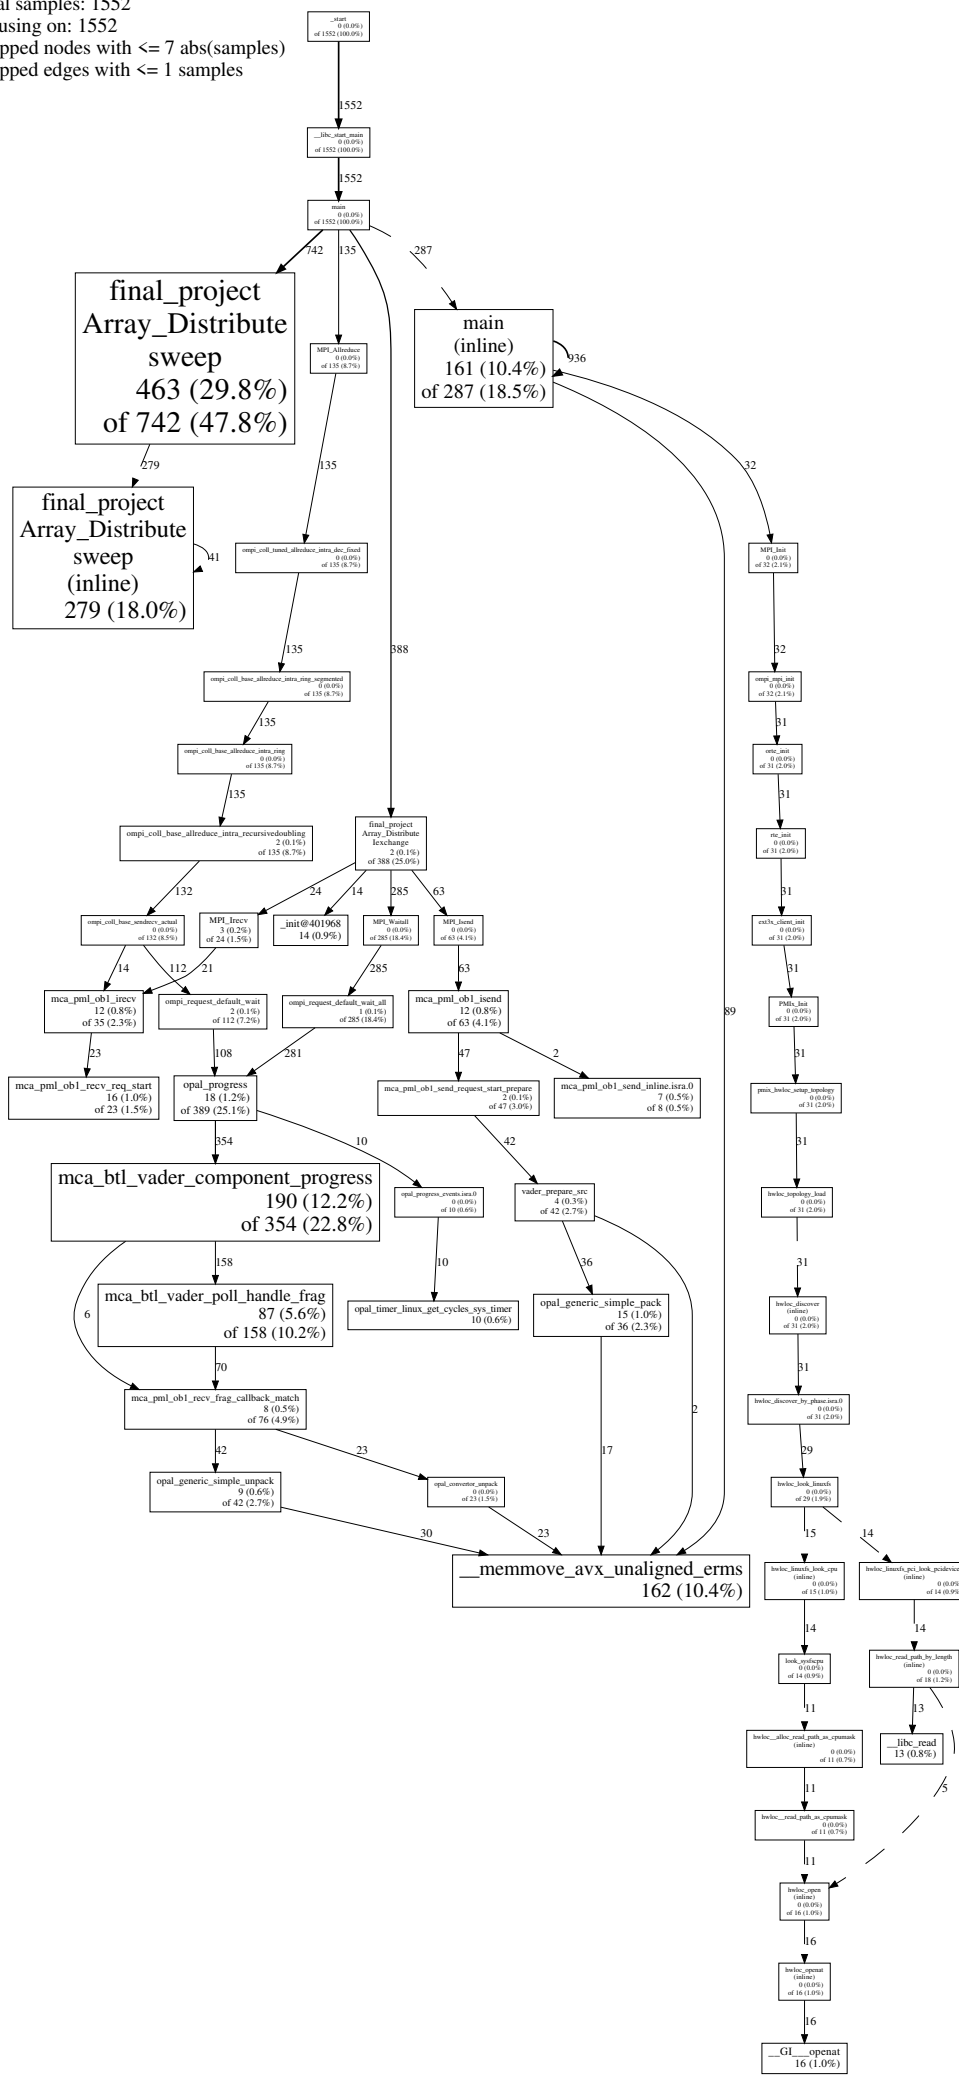 al samples: 1552
using on: 1552
pped nodes with <= 7 abs(samples)
pped edges with <= 1 samples
_start
0 (0.0%)
of 1552 (100.0%)
1552
__libc_start_main
0 (0.0%)
of 1552 (100.0%)
1552
main
0 (0.0%)
of 1552 (100.0%)
742
135
287
final_project
Array_Distribute
sweep
463 (29.8%)
of 742 (47.8%)
main
(inline)
161 (10.4%)
of 287 (18.5%)
936
MPI_Allreduce
0 (0.0%)
of 135 (8.7%)
279
135
32
final_project
Array_Distribute
sweep
(inline)
279 (18.0%)
41
ompi_coll_tuned_allreduce_intra_dec_fixed
0 (0.0%)
of 135 (8.7%)
MPI_Init
0 (0.0%)
of 32 (2.1%)
135
388
32
ompi_coll_base_allreduce_intra_ring_segmented
0 (0.0%)
of 135 (8.7%)
ompi_mpi_init
0 (0.0%)
of 32 (2.1%)
135
31
ompi_coll_base_allreduce_intra_ring
0 (0.0%)
of 135 (8.7%)
orte_init
0 (0.0%)
of 31 (2.0%)
135
31
ompi_coll_base_allreduce_intra_recursivedoubling
2 (0.1%)
of 135 (8.7%)
final_project
Array_Distribute
Iexchange
2 (0.1%)
of 388 (25.0%)
rte_init
0 (0.0%)
of 31 (2.0%)
132
24
14
285
63
31
ompi_coll_base_sendrecv_actual
0 (0.0%)
of 132 (8.5%)
MPI_Irecv
3 (0.2%)
of 24 (1.5%)
_init@401968
14 (0.9%)
MPI_Waitall
0 (0.0%)
of 285 (18.4%)
MPI_Isend
0 (0.0%)
of 63 (4.1%)
ext3x_client_init
0 (0.0%)
of 31 (2.0%)
14
112
21
285
63
31
mca_pml_ob1_irecv
12 (0.8%)
of 35 (2.3%)
ompi_request_default_wait
2 (0.1%)
of 112 (7.2%)
ompi_request_default_wait_all
1 (0.1%)
of 285 (18.4%)
mca_pml_ob1_isend
12 (0.8%)
of 63 (4.1%)
PMIx_Init
0 (0.0%)
of 31 (2.0%)
89
23
108
281
47
2
31
mca_pml_ob1_recv_req_start
16 (1.0%)
of 23 (1.5%)
opal_progress
18 (1.2%)
of 389 (25.1%)
mca_pml_ob1_send_request_start_prepare
2 (0.1%)
of 47 (3.0%)
mca_pml_ob1_send_inline.isra.0
7 (0.5%)
of 8 (0.5%)
pmix_hwloc_setup_topology
0 (0.0%)
of 31 (2.0%)
354
10
42
31
mca_btl_vader_component_progress
190 (12.2%)
of 354 (22.8%)
opal_progress_events.isra.0
0 (0.0%)
of 10 (0.6%)
vader_prepare_src
4 (0.3%)
of 42 (2.7%)
hwloc_topology_load
0 (0.0%)
of 31 (2.0%)
6
158
10
36
31
mca_btl_vader_poll_handle_frag
87 (5.6%)
of 158 (10.2%)
opal_timer_linux_get_cycles_sys_timer
10 (0.6%)
opal_generic_simple_pack
15 (1.0%)
of 36 (2.3%)
hwloc_discover
(inline)
0 (0.0%)
of 31 (2.0%)
70
31
mca_pml_ob1_recv_frag_callback_match
8 (0.5%)
of 76 (4.9%)
2
hwloc_discover_by_phase.isra.0
0 (0.0%)
of 31 (2.0%)
42
23
17
29
opal_generic_simple_unpack
9 (0.6%)
of 42 (2.7%)
opal_convertor_unpack
0 (0.0%)
of 23 (1.5%)
hwloc_look_linuxfs
0 (0.0%)
of 29 (1.9%)
30
23
15
14
__memmove_avx_unaligned_erms
162 (10.4%)
hwloc_linuxfs_look_cpu
(inline)
0 (0.0%)
of 15 (1.0%)
hwloc_linuxfs_pci_look_pcidevice
(inline)
0 (0.0%
of 14 (0.9%
14
14
look_sysfscpu
0 (0.0%)
of 14 (0.9%)
hwloc_read_path_by_length
(inline)
0 (0.0%)
of 18 (1.2%)
11
13
hwloc__alloc_read_path_as_cpumask
(inline)
0 (0.0%)
of 11 (0.7%)
__libc_read
13 (0.8%)
11
5
hwloc__read_path_as_cpumask
0 (0.0%)
of 11 (0.7%)
11
hwloc_open
(inline)
0 (0.0%)
of 16 (1.0%)
16
hwloc_openat
(inline)
0 (0.0%)
of 16 (1.0%)
16
__GI___openat
16 (1.0%)